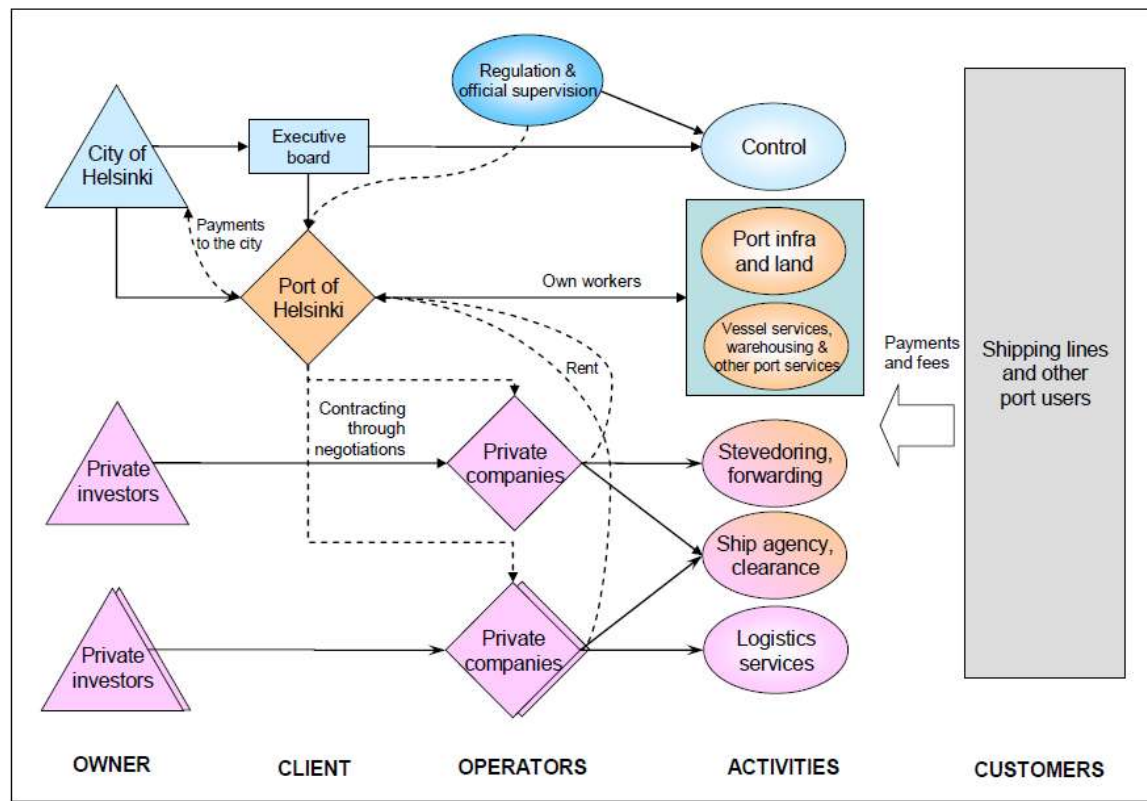 Regulation &
official supervision
City of
Helsinki
Executive
board
Control
Payments
to the city
Port of
Helsinki
Own workers
Port infra
and land
Vessel services,
warehousing &
other port services
Rent
Payments
and fees
Shipping lines
and other
port users
Contracting
through
negotiations
Private
investors
Private
companies
Stevedoring,
forwarding
Ship agency,
clearance
Private
investors
Private
companies
Logistics
services
OWNER
CLIENT
OPERATORS
ACTIVITIES
CUSTOMERS